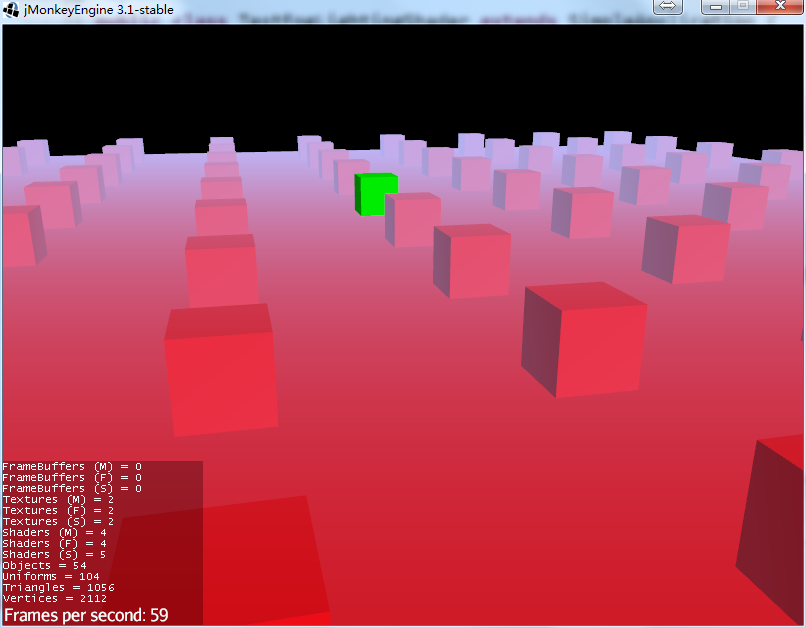 jMonkeyEngine 3.1-stable
FrameBuffers (M) = 0
FrameBuffers (F) = 0
FrameBuffers (S) = 0
Textures (M) = 2
Textures (F) = 2
Textures (S) = 2
Shaders (M) = 4
Shaders (F) = 4
Shaders (S) = 5
Objects = 54
Uniforms = 104
Triangles = 1056
Vertices = 2112
Frames per second: 59